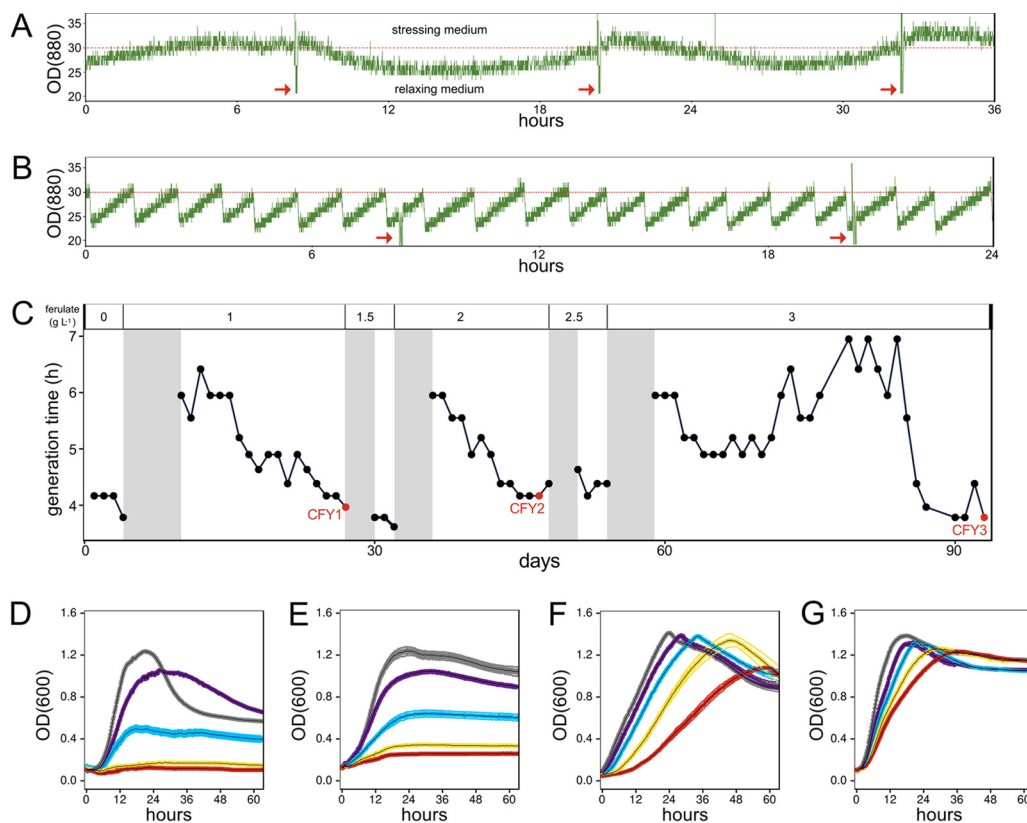 A
OD(880)
35
30
25
20
stressing medium
relaxing medium
0
6
12
18
30
36
hours
B
OD(880)
35
30
25
20
0
6
12
18
24
hours
C
ferulate
(g L-1)
0
1
1.5
2
2.5
3
generation time (h)
7
6
5
4
CFY1
CFY2
CFY3
0
30
60
90
days
D
OD(600)
1.6
1.2
0.8
0.4
0.0
0
12
24
36
48
60
hours
E
OD(600)
1.6
1.2
0.8
0.4
0.0
0
12
24
36
48
60
hours
F
OD(600)
1.6
1.2
0.8
0.4
0.0
0
12
24
36
48
60
hours
G
OD(600)
1.6
1.2
0.8
0.4
0.0
0
12
24
36
48
60
hours